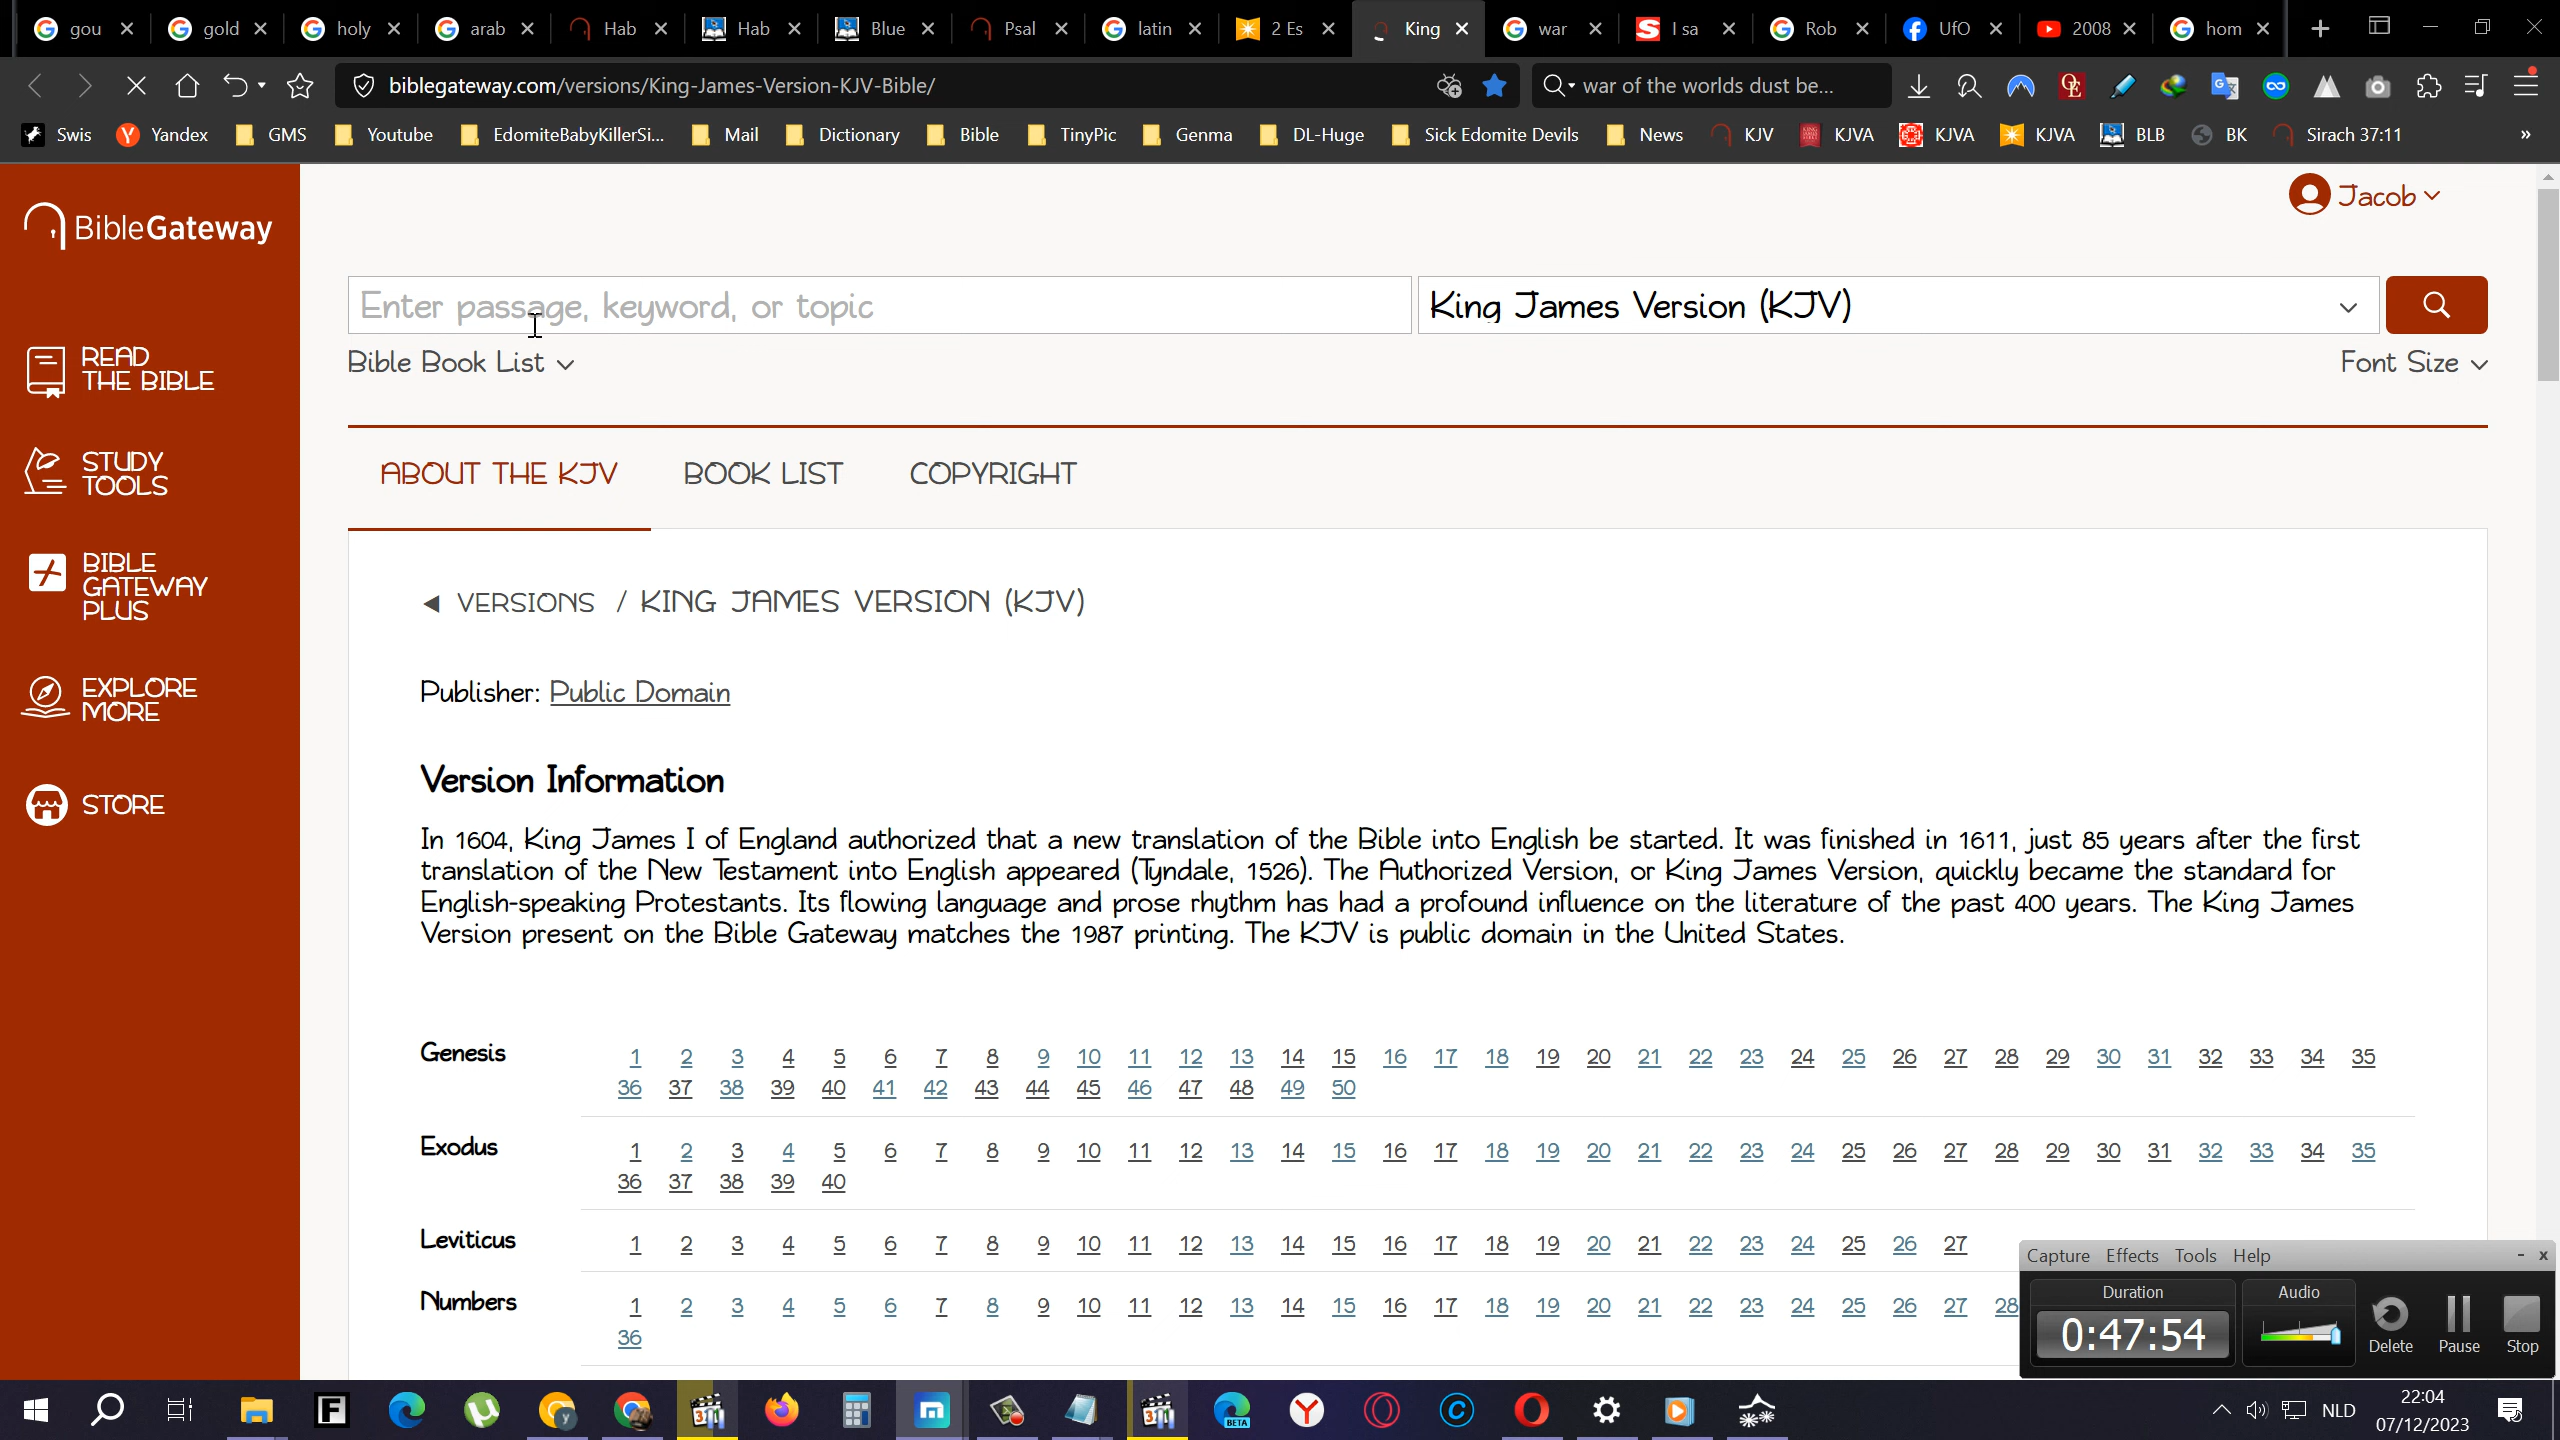 gou gold holy arab Hab Hab Blue Psal latin 2 Es King war I sa Rob UfO 2008 hom
biblegateway.com/versions/King-James-Version-KJV-Bible/ war of the worlds dust be...
Swis Yandex GMS Youtube EdomiteBabyKillerSi... Mail Dictionary Bible TinyPic Genma DL-Huge Sick Edomite Devils News KJV KJVA KJVA KJVA BLB BK Sirach 37:11 »
BibleGateway
Jacob
Enter passage, keyword, or topic
King James Version (KJV)
Bible Book List
Font Size
READ
THE BIBLE
STUDY
TOOLS
BIBLE
GATEWAY
PLUS
EXPLORE
MORE
STORE
ABOUT THE KJV BOOK LIST COPYRIGHT
VERSIONS / KING JAMES VERSION (KJV)
Publisher: Public Domain
Version Information
In 1604, King James I of England authorized that a new translation of the Bible into English be started. It was finished in 1611, just 85 years after the first
translation of the New Testament into English appeared (Tyndale, 1526). The Authorized Version, or King James Version, quickly became the standard for
English-speaking Protestants. Its flowing language and prose rhythm has had a profound influence on the literature of the past 400 years. The King James
Version present on the Bible Gateway matches the 1987 printing. The KJV is public domain in the United States.
Genesis 1 2 3 4 5 6 7 8 9 10 11 12 13 14 15 16 17 18 19 20 21 22 23 24 25 26 27 28 29 30 31 32 33 34 35
36 37 38 39 40 41 42 43 44 45 46 47 48 49 50
Exodus 1 2 3 4 5 6 7 8 9 10 11 12 13 14 15 16 17 18 19 20 21 22 23 24 25 26 27 28 29 30 31 32 33 34 35
36 37 38 39 40
Leviticus 1 2 3 4 5 6 7 8 9 10 11 12 13 14 15 16 17 18 19 20 21 22 23 24 25 26 27
Numbers 1 2 3 4 5 6 7 8 9 10 11 12 13 14 15 16 17 18 19 20 21 22 23 24 25 26 27 28
36
Capture Effects Tools Help - x
Duration Audio
0:47:54
Delete Pause Stop
BETA
NLD
22:04
07/12/2023